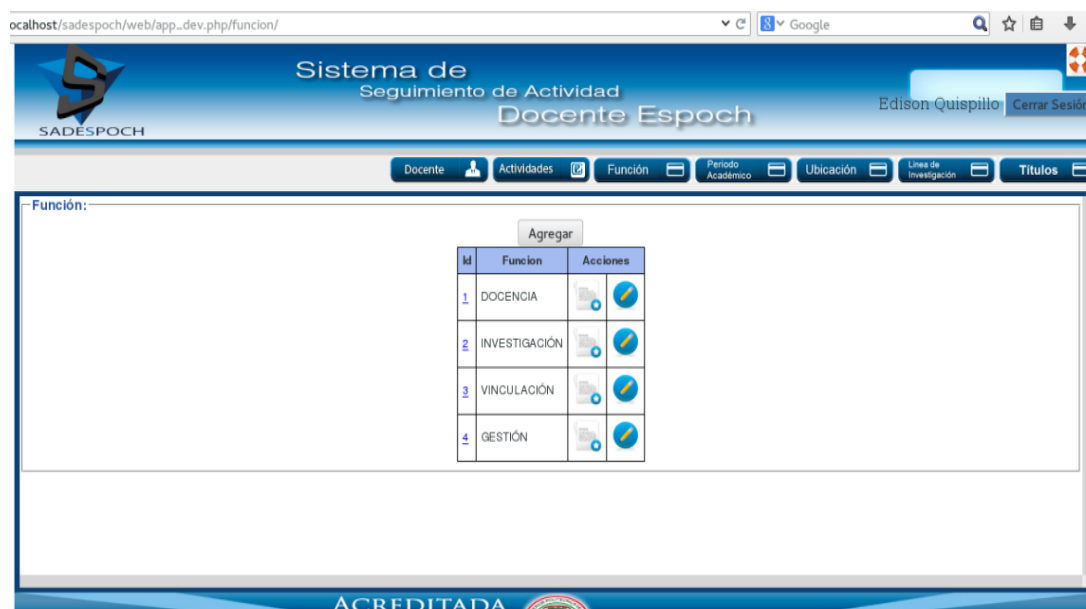 ocalhost/sadespoch/web/app_dev.php/funcion/
Google
SADESPOCH
Sistema de
Seguimiento de Actividad
Docente Espoch
Edison Quispillo
Cerrar Sesión
Docente
Actividades
Función
Periodo
Académico
Ubicación
Linea de
Investigación
Títulos
Función:
Agregar
Id Funcion Acciones
1 DOCENCIA
2 INVESTIGACIÓN
3 VINCULACIÓN
4 GESTIÓN
ACREDITADA